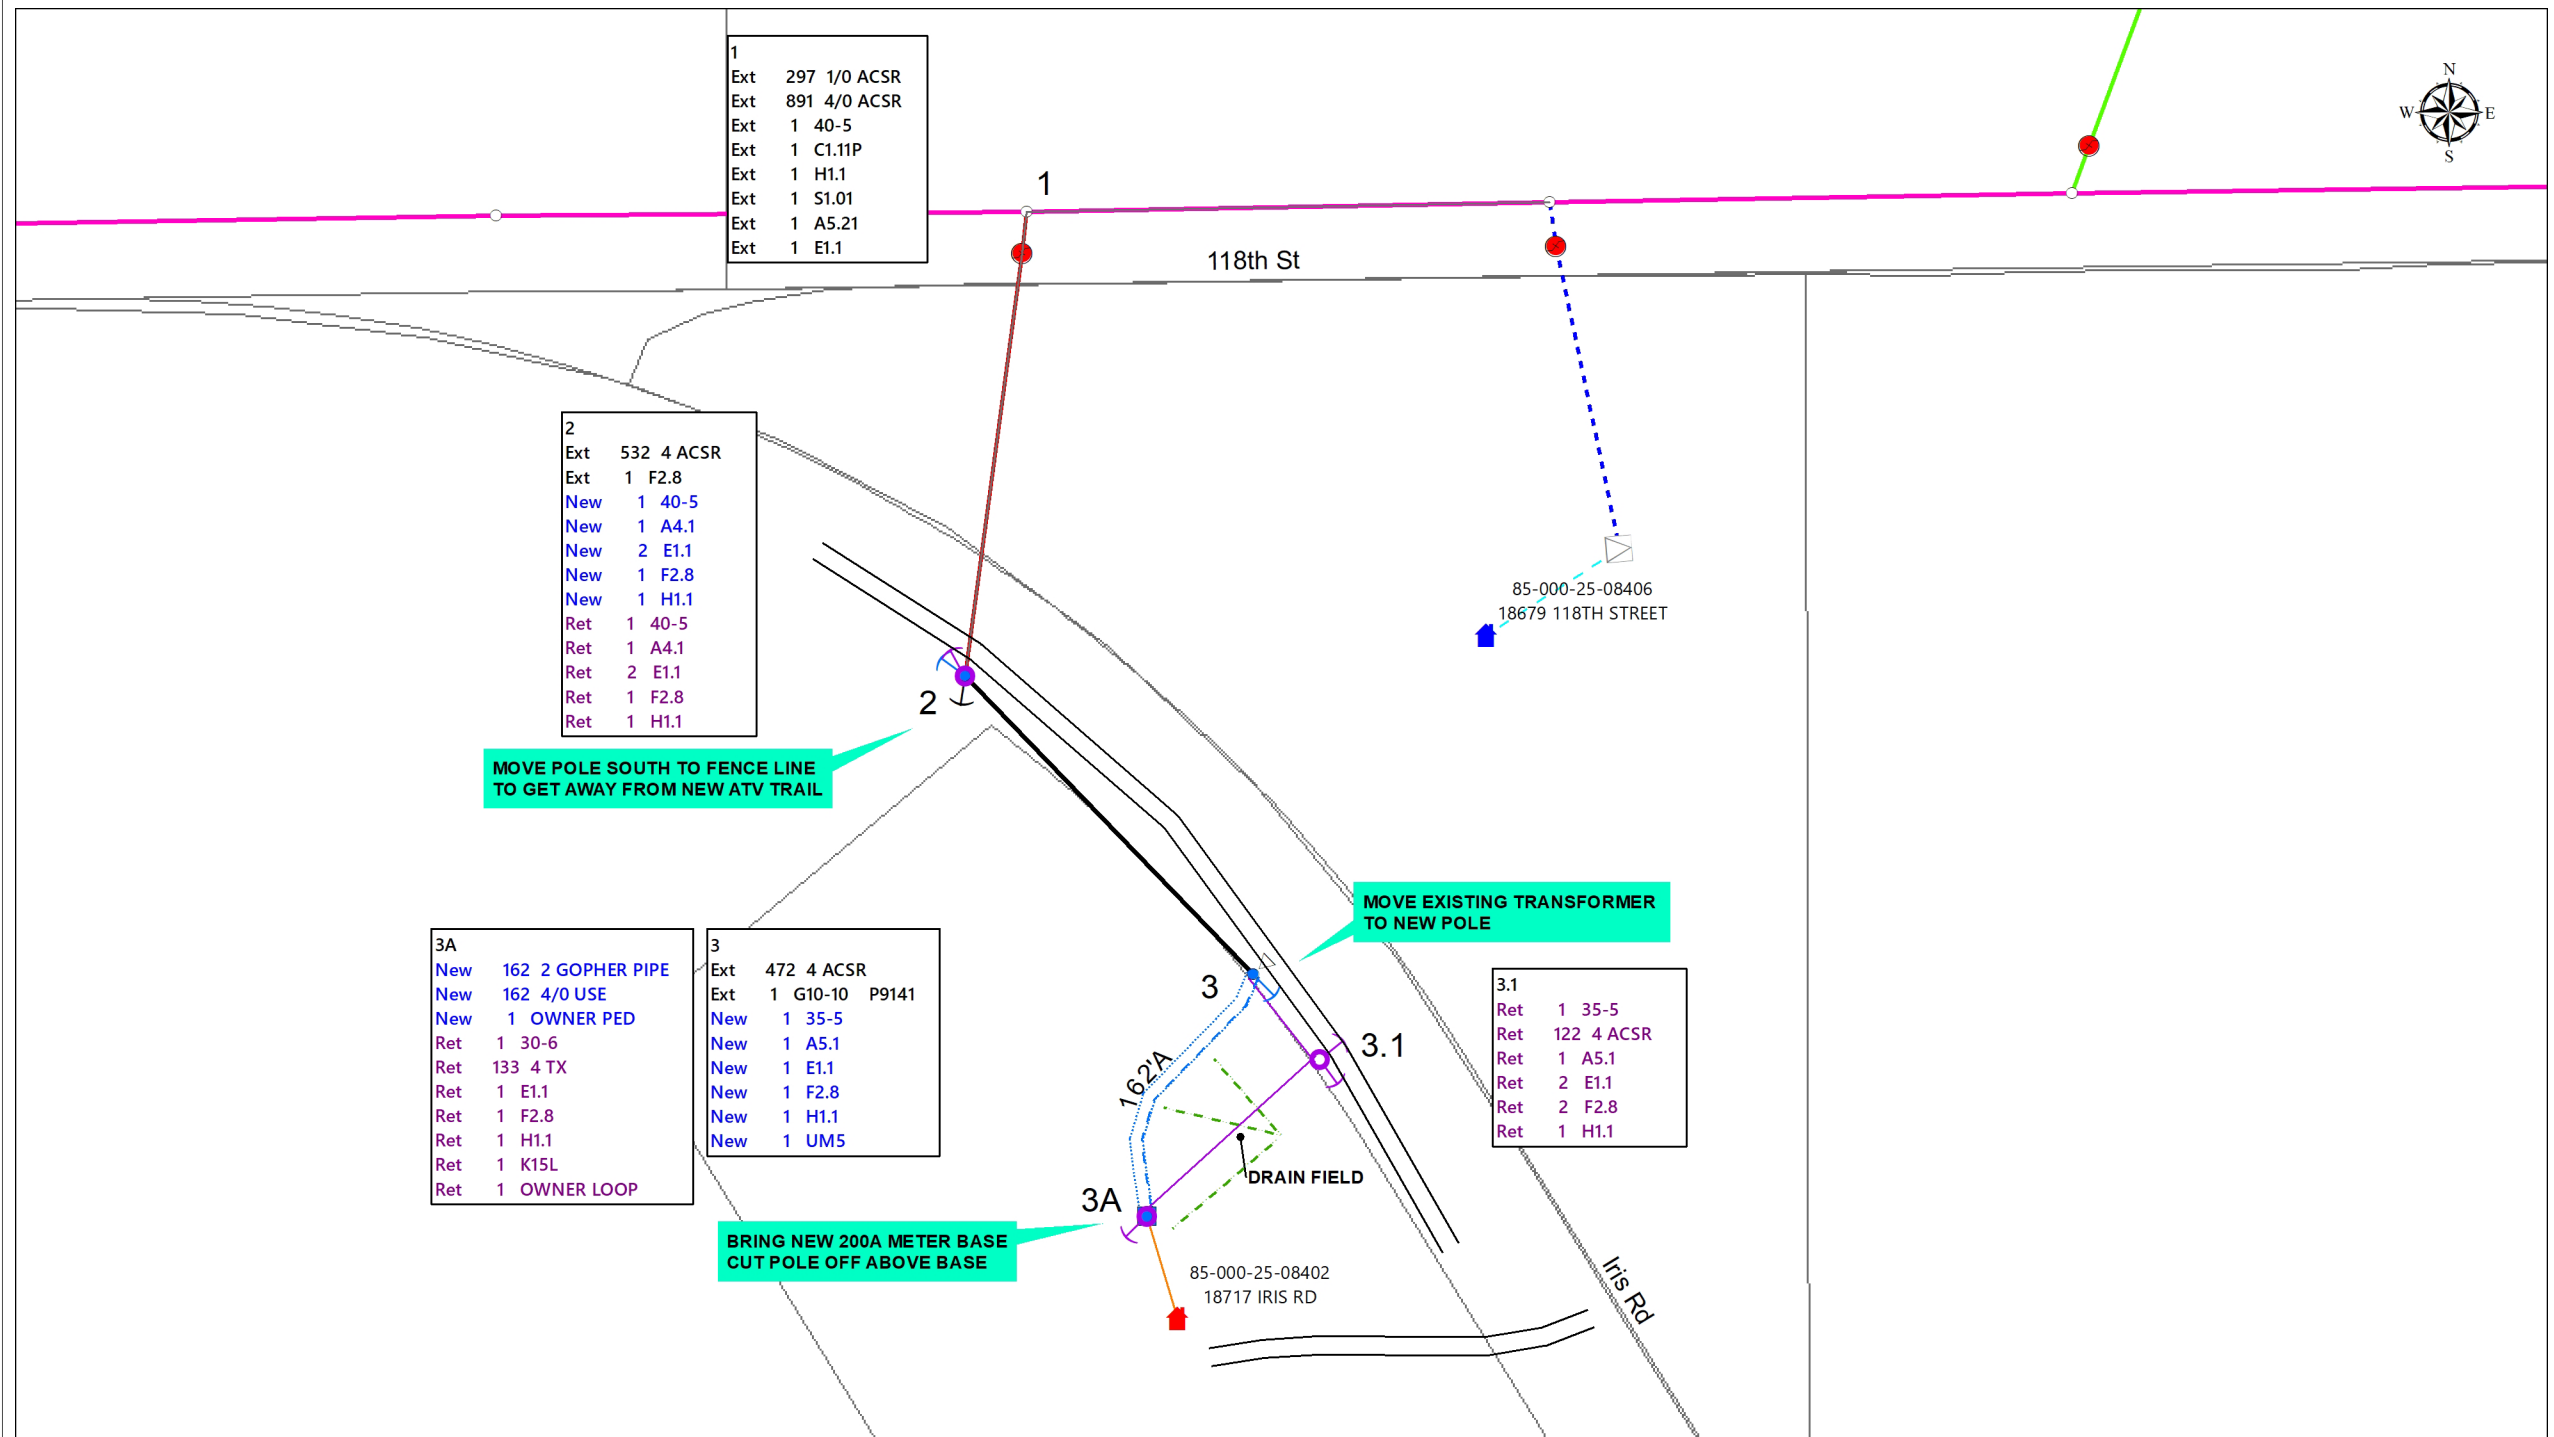 N
W E
S
1
Ext 297 1/0 ACSR
Ext 891 4/0 ACSR
Ext 1 40-5
Ext 1 C1.11P
Ext 1 H1.1
Ext 1 S1.01
Ext 1 A5.21
Ext 1 E1.1
1
118th St
2
Ext 532 4 ACSR
Ext 1 F2.8
New 1 40-5
New 1 A4.1
New 2 E1.1
New 1 F2.8
New 1 H1.1
Ret 1 40-5
Ret 1 A4.1
Ret 2 E1.1
Ret 1 F2.8
Ret 1 H1.1
85-000-25-08406
18679 118TH STREET
2
MOVE POLE SOUTH TO FENCE LINE
TO GET AWAY FROM NEW ATV TRAIL
MOVE EXISTING TRANSFORMER
TO NEW POLE
3A
New 162 2 GOPHER PIPE
New 162 4/0 USE
New 1 OWNER PED
Ret 1 30-6
Ret 133 4 TX
Ret 1 E1.1
Ret 1 F2.8
Ret 1 H1.1
Ret 1 K15L
Ret 1 OWNER LOOP
3
Ext 472 4 ACSR
Ext 1 G10-10 P9141
New 1 35-5
New 1 A5.1
New 1 E1.1
New 1 F2.8
New 1 H1.1
New 1 UM5
3
3.1
3.1
Ret 1 35-5
Ret 122 4 ACSR
Ret 1 A5.1
Ret 2 E1.1
Ret 2 F2.8
Ret 1 H1.1
162'A
DRAIN FIELD
3A
BRING NEW 200A METER BASE
CUT POLE OFF ABOVE BASE
85-000-25-08402
18717 IRIS RD
Iris Rd